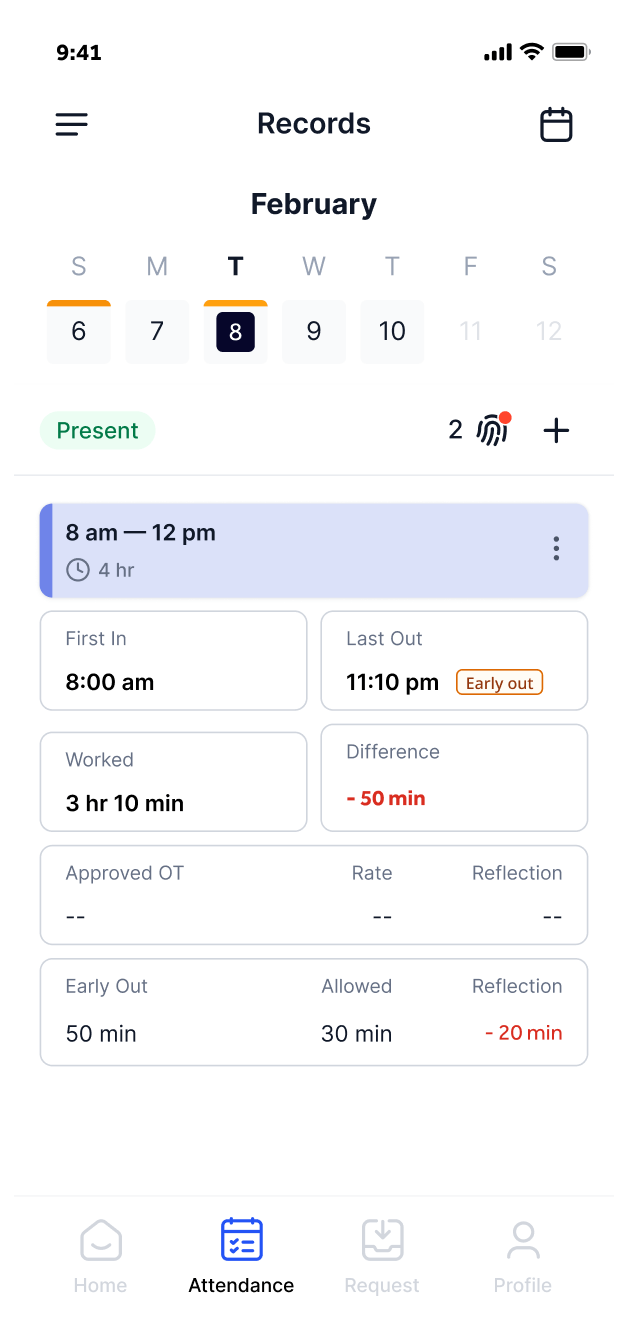 9:41
Records
February
S M T W T F S
6 7 8 9 10 11 12
Present 2
8 am — 12 pm
4 hr
First In Last Out
8:00 am 11:10 pm Early out
Worked Difference
3 hr 10 min - 50 min
Approved OT Rate Reflection
-- -- --
Early Out Allowed Reflection
50 min 30 min - 20 min
Home Attendance Request Profile